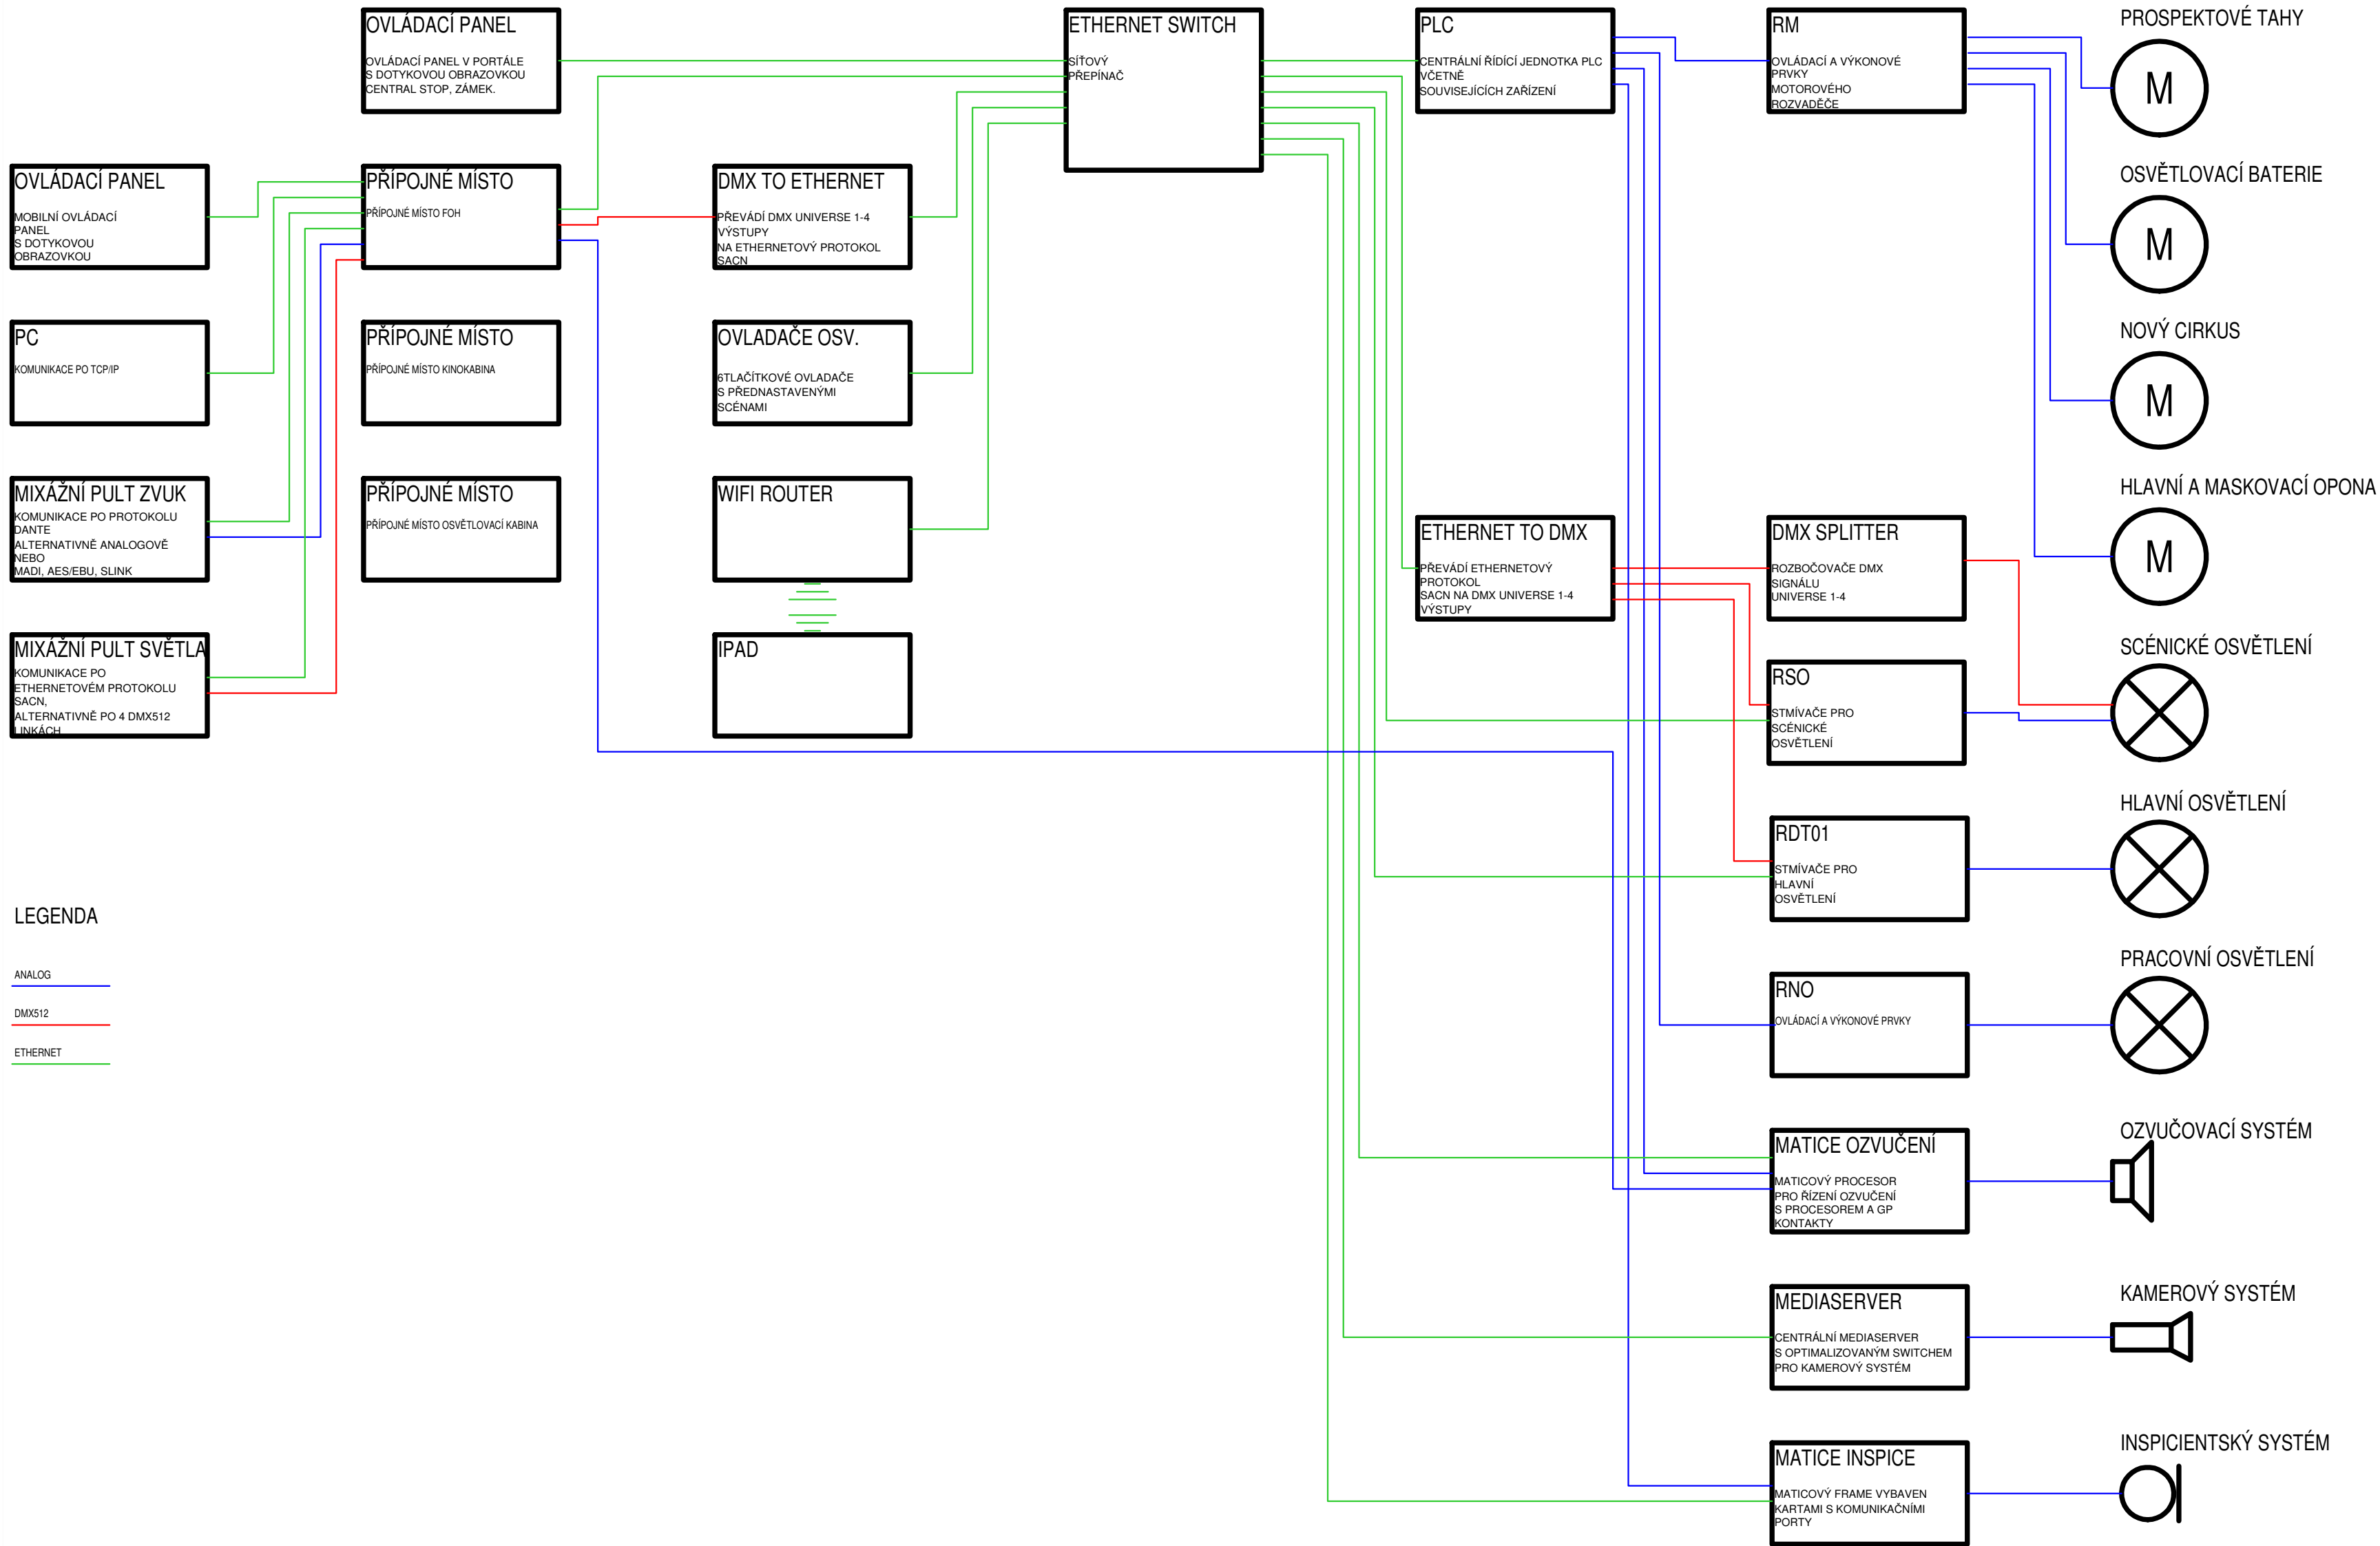 OVLÁDACÍ PANEL
OVLÁDACÍ PANEL V PORTÁLE
S DOTYKOVOU OBRAZOVKOU
CENTRAL STOP, ZÁMEK.
ETHERNET SWITCH
SÍŤOVÝ
PŘEPÍNAČ
PLC
CENTRÁLNÍ ŘÍDÍCÍ JEDNOTKA PLC
VČETNĚ
SOUVISEJÍCÍCH ZAŘÍZENÍ
RM
OVLÁDACÍ A VÝKONOVÉ
PRVKY
MOTOROVÉHO
ROZVADĚČE
PROSPEKTOVÉ TAHY
M
OVLÁDACÍ PANEL
MOBILNÍ OVLÁDACÍ
PANEL
S DOTYKOVOU
OBRAZOVKOU
PŘÍPOJNÉ MÍSTO
PŘÍPOJNÉ MÍSTO FOH
DMX TO ETHERNET
PŘEVÁDÍ DMX UNIVERSE 1-4
VÝSTUPY
NA ETHERNETOVÝ PROTOKOL
SACN
OSVĚTLOVACÍ BATERIE
M
PC
KOMUNIKACE PO TCP/IP
PŘÍPOJNÉ MÍSTO
PŘÍPOJNÉ MÍSTO KINOKABINA
OVLADAČE OSV.
6TLAČÍTKOVÉ OVLADAČE
S PŘEDNASTAVENÝMI
SCÉNAMI
NOVÝ CIRKUS
M
MIXÁŽNÍ PULT ZVUK
KOMUNIKACE PO PROTOKOLU
DANTE
ALTERNATIVNĚ ANALOGOVĚ
NEBO
MADI, AES/EBU, SLINK
PŘÍPOJNÉ MÍSTO
PŘÍPOJNÉ MÍSTO OSVĚTLOVACÍ KABINA
WIFI ROUTER
ETHERNET TO DMX
PŘEVÁDÍ ETHERNETOVÝ
PROTOKOL
SACN NA DMX UNIVERSE 1-4
VÝSTUPY
DMX SPLITTER
ROZBOČOVAČE DMX
SIGNÁLU
UNIVERSE 1-4
HLAVNÍ A MASKOVACÍ OPONA
M
MIXÁŽNÍ PULT SVĚTLA
KOMUNIKACE PO
ETHERNETOVÉM PROTOKOLU
SACN,
ALTERNATIVNĚ PO 4 DMX512
LINKÁCH
IPAD
RSO
STMÍVAČE PRO
SCÉNICKÉ
OSVĚTLENÍ
SCÉNICKÉ OSVĚTLENÍ
RDT01
STMÍVAČE PRO
HLAVNÍ
OSVĚTLENÍ
HLAVNÍ OSVĚTLENÍ
LEGENDA
ANALOG
DMX512
ETHERNET
RNO
OVLÁDACÍ A VÝKONOVÉ PRVKY
PRACOVNÍ OSVĚTLENÍ
MATICE OZVUČENÍ
MATICOVÝ PROCESOR
PRO ŘÍZENÍ OZVUČENÍ
S PROCESOREM A GP
KONTAKTY
OZVUČOVACÍ SYSTÉM
MEDIASERVER
CENTRÁLNÍ MEDIASERVER
S OPTIMALIZOVANÝM SWITCHEM
PRO KAMEROVÝ SYSTÉM
KAMEROVÝ SYSTÉM
MATICE INSPICE
MATICOVÝ FRAME VYBAVEN
KARTAMI S KOMUNIKAČNÍMI
PORTY
INSPICIENTSKÝ SYSTÉM